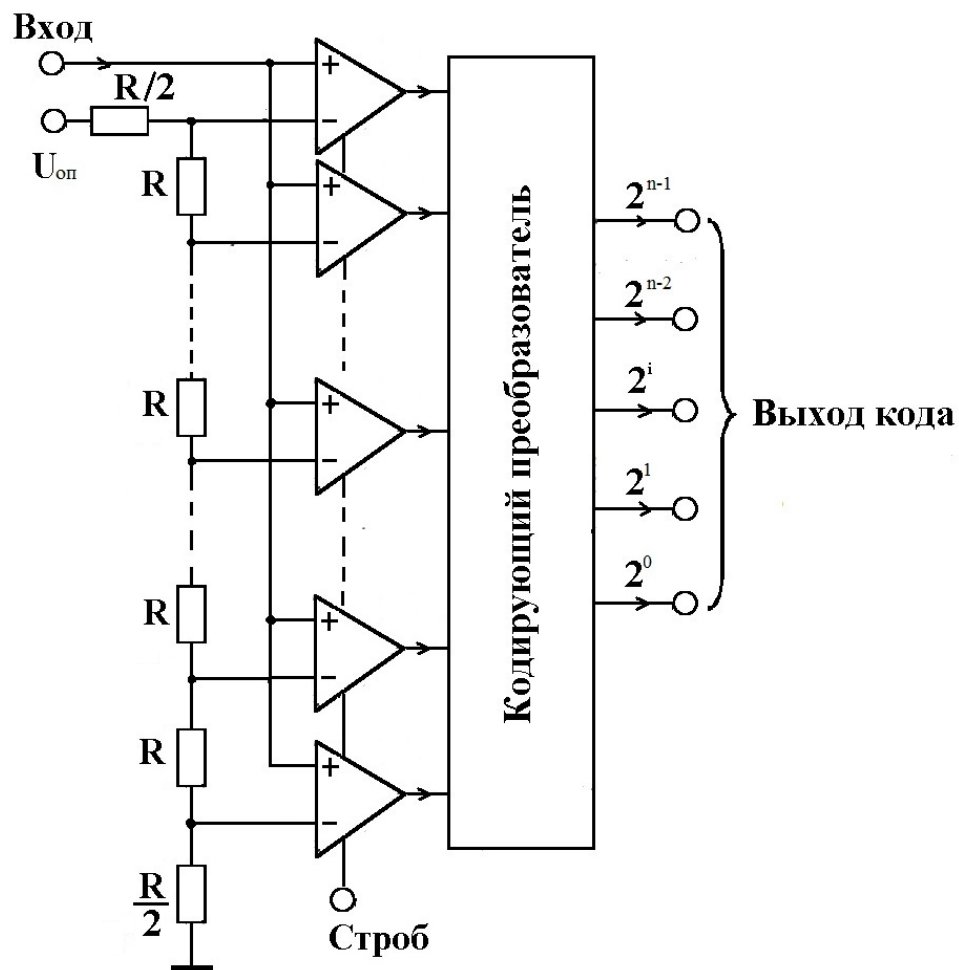 Вход
R/2
Uоп
R
R
R
R
R
2
+
−
+
−
+
−
+
−
+
−
Строб
Кодирующий преобразователь
2ⁿ⁻¹
2ⁿ⁻²
2ⁱ
2¹
2⁰
Выход кода